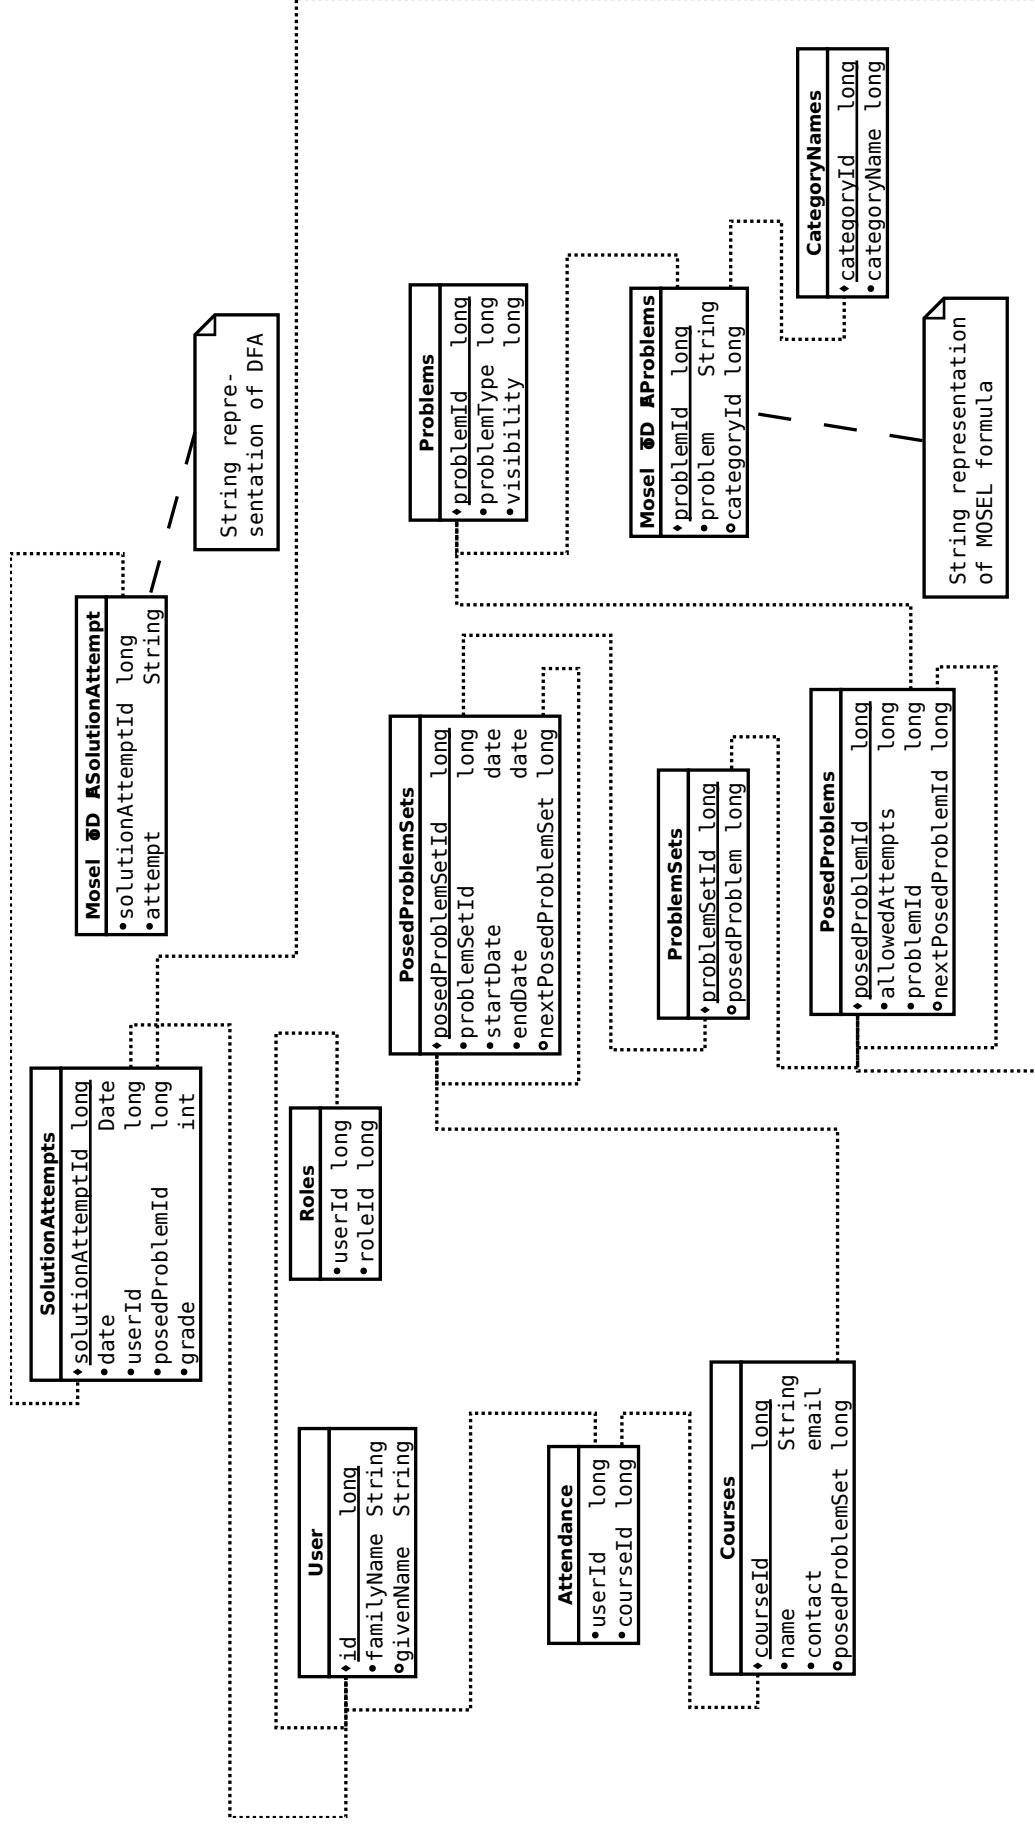 SolutionAttempts
solutionAttemptId long
date Date
userId long
posedProblemId long
grade int
Mosel
ASolutionAttempt
solutionAttemptId long
attempt String
String repre-
sentation of DFA
User
id long
familyName String
givenName String
Roles
userId long
roleId long
PosedProblemSets
posedProblemSetId long
problemSetId long
startDate date
endDate date
nextPosedProblemSet long
Problems
problemId long
problemType long
visibility long
Attendance
userId long
courseId long
ProblemSets
problemSetId long
posedProblem long
Mosel
AProblems
problemId long
problem String
categoryId long
CategoryNames
categoryId long
categoryName long
Courses
courseId long
name String
contact email
posedProblemSet long
PosedProblems
posedProblemId long
allowedAttempts long
problemId long
nextPosedProblemId long
String representation
of MOSEL formula